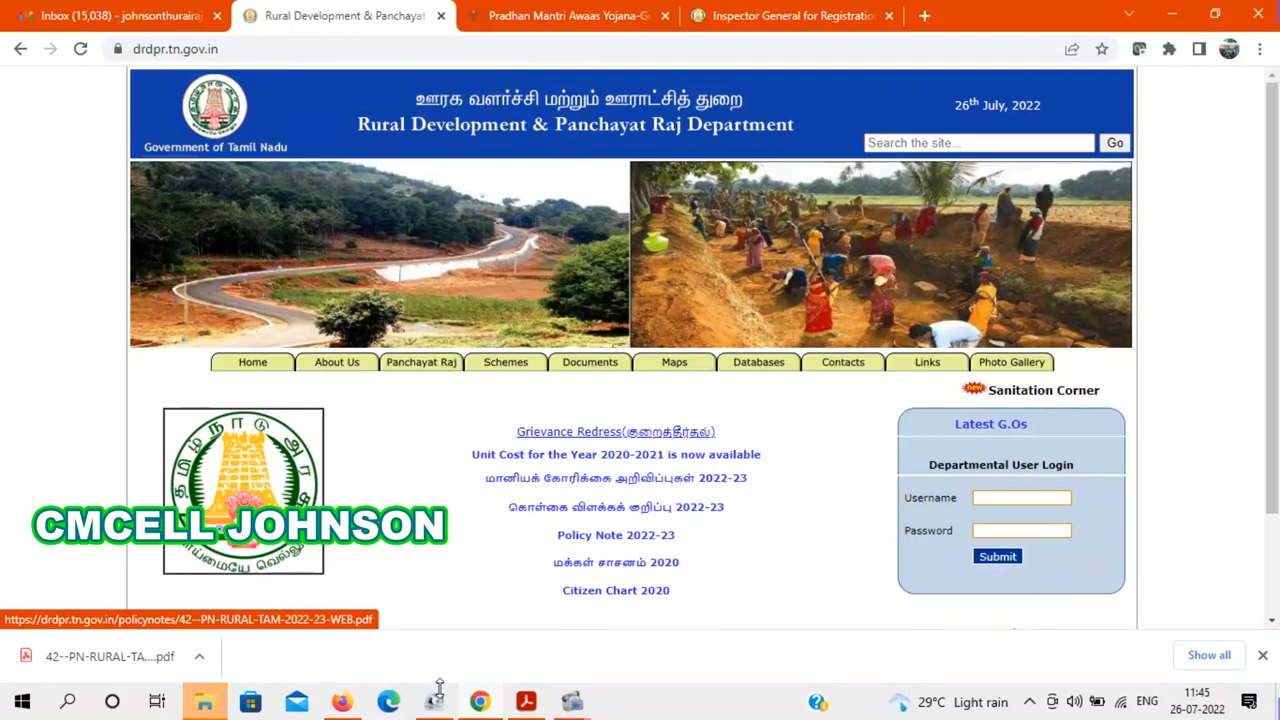 Inbox (15,038) - johnsonthurairaj
Rural Development & Panchayat
Pradhan Mantri Awaas Yojana-G
Inspector General for Registratio
drdpr.tn.gov.in
ஊரக வளர்ச்சி மற்றும் ஊராட்சித் துறை
Rural Development & Panchayat Raj Department
Government of Tamil Nadu
26th July, 2022
Search the site...
Go
Home
About Us
Panchayat Raj
Schemes
Documents
Maps
Databases
Contacts
Links
Photo Gallery
new Sanitation Corner
Grievance Redress(குறைத்தீர்தல்)
Unit Cost for the Year 2020-2021 is now available
மானியக் கோரிக்கை அறிவிப்புகள் 2022-23
கொள்கை விளக்கக் குறிப்பு 2022-23
Policy Note 2022-23
மக்கள் சாசனம் 2020
Citizen Chart 2020
Latest G.Os
Departmental User Login
Username
Password
Submit
தமிழ்நாடு அரசு
வாய்மையே வெல்லும்
CMCELL JOHNSON
https://drdpr.tn.gov.in/policynotes/42--PN-RURAL-TAM-2022-23-WEB.pdf
42--PN-RURAL-TA....pdf
Show all
29°C Light rain
ENG
11:45
26-07-2022